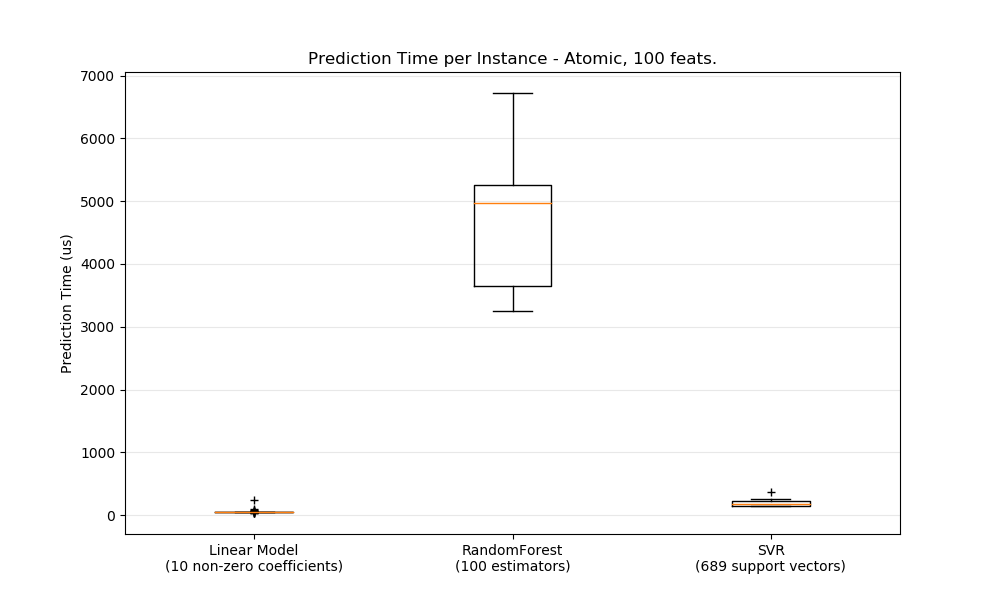 Prediction Time per Instance - Atomic, 100 feats.
7000
6000
5000
4000
3000
2000
1000
0
Prediction Time (us)
Linear Model
(10 non-zero coefficients)
RandomForest
(100 estimators)
SVR
(689 support vectors)